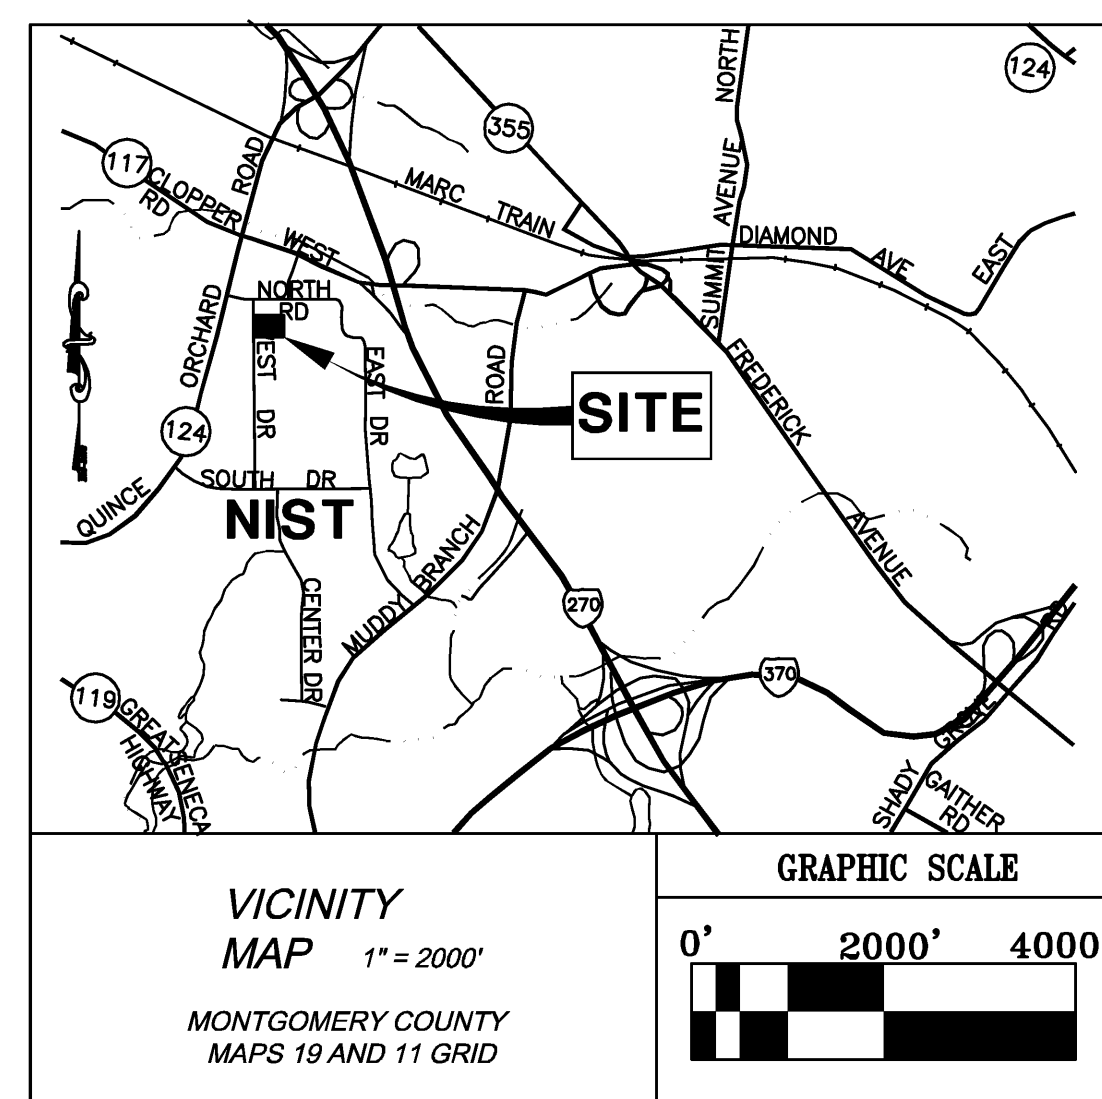 124
355
117
CLOPPER
RD
ROAD
ORCHARD
124
QUINCE
MARC TRAIN
WEST
DIAMOND
AVE
EAST
SUMMIT AVENUE NORTH
NORTH
RD
EST DR
EAST DR
ROAD
SITE
FREDERICK
AVENUE
SOUTH DR
NIST
CENTER DR
MUDDY BRANCH
270
370
119
GREAT SENECA
HIGHWAY
SHADY GROVE RD
GAITHER
RD
VICINITY
MAP 1" = 2000'
MONTGOMERY COUNTY
MAPS 19 AND 11 GRID
GRAPHIC SCALE
0' 2000' 4000